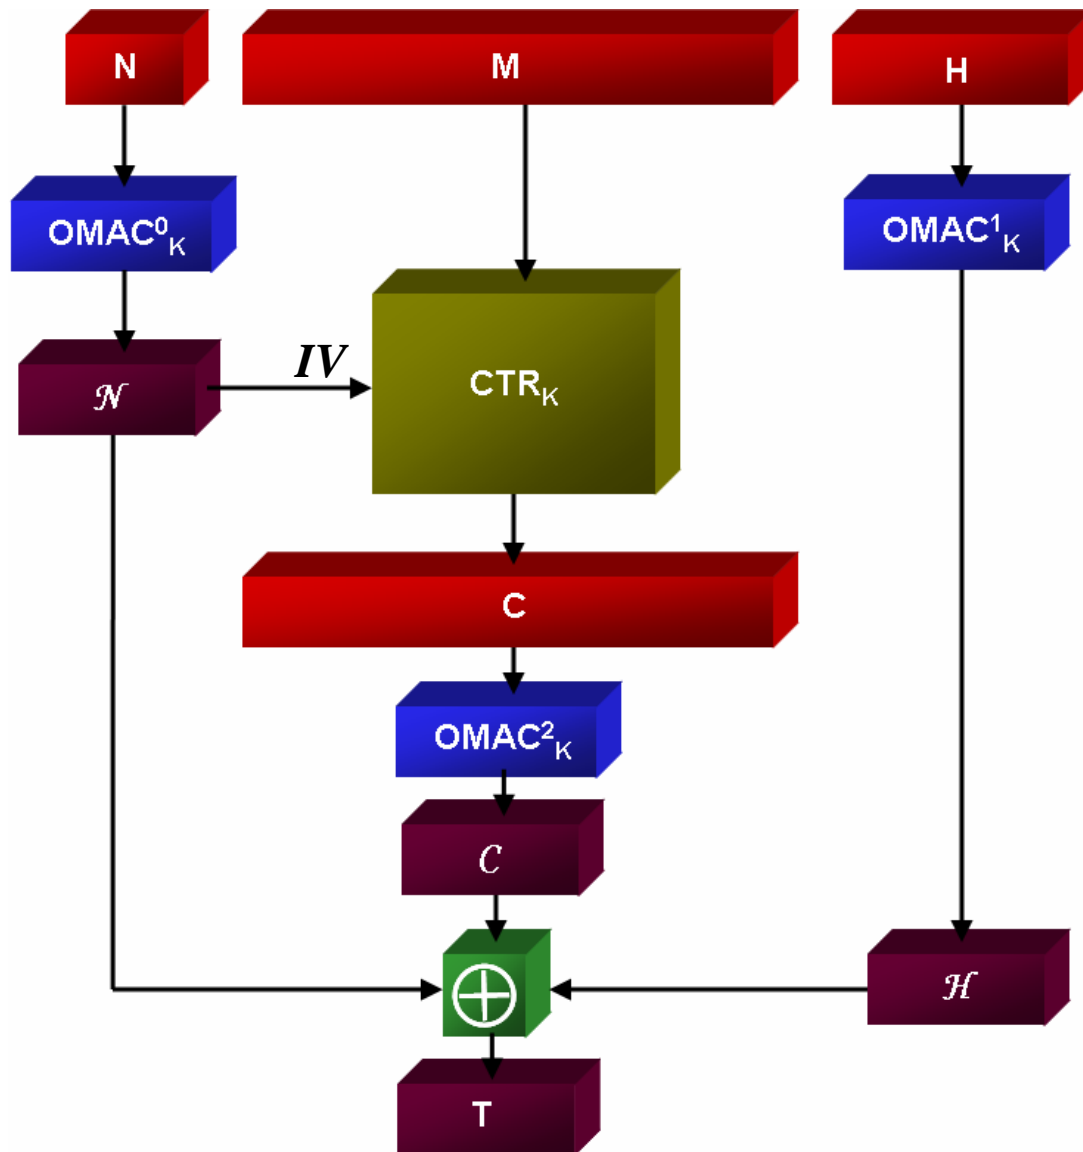 N M H
OMAC⁰K OMAC¹K
𝒩 IV CTRK
C
OMAC²K
𝒞
ℋ
T